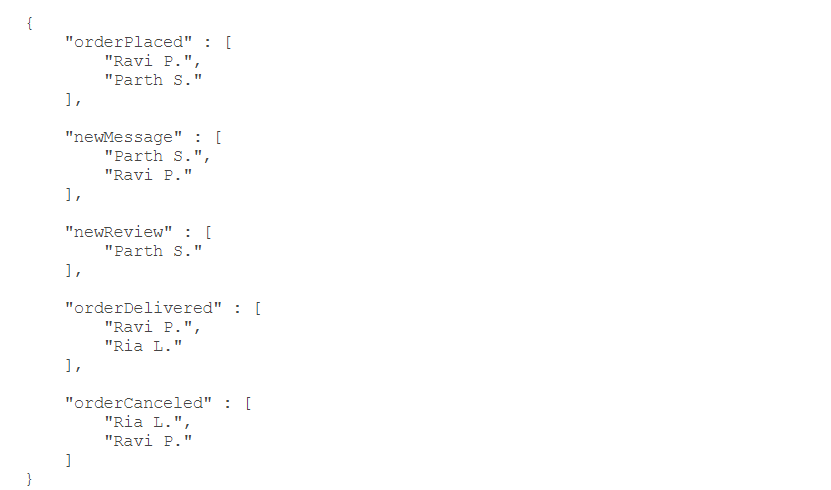 {
    "orderPlaced" : [
        "Ravi P.",
        "Parth S."
    ],

    "newMessage" : [
        "Parth S.",
        "Ravi P."
    ],

    "newReview" : [
        "Parth S."
    ],

    "orderDelivered" : [
        "Ravi P.",
        "Ria L."
    ],

    "orderCanceled" : [
        "Ria L.",
        "Ravi P."
    ]
}